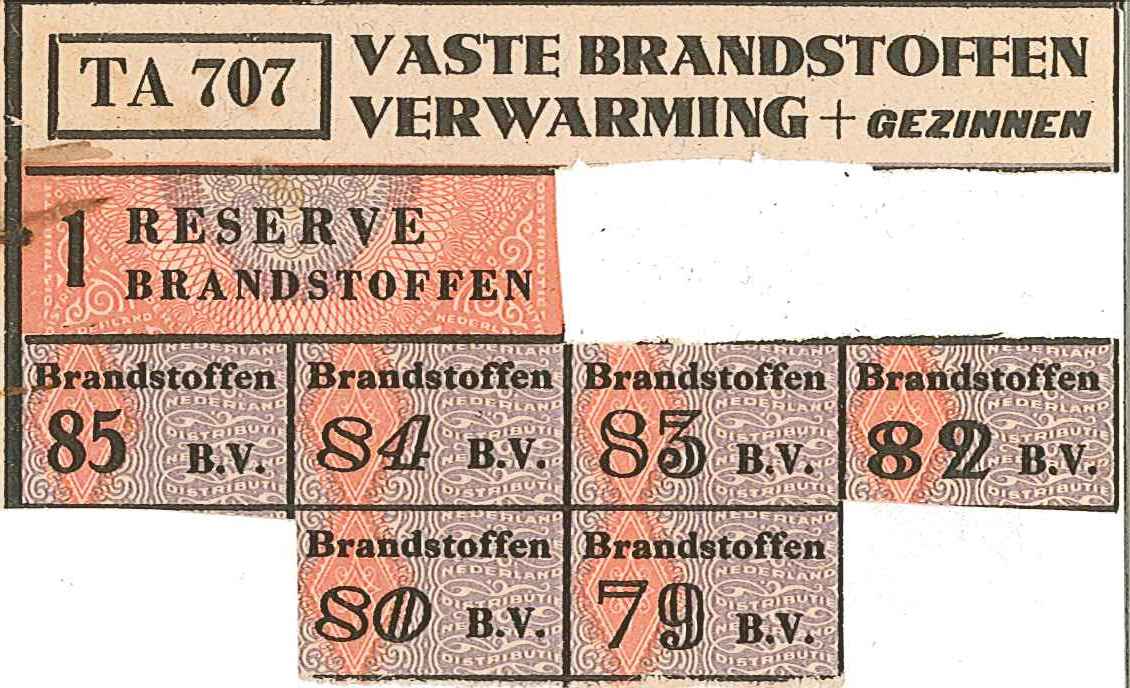 TA 707
VASTE BRANDSTOFFEN
VERWARMING + GEZINNEN
1 RESERVE
BRANDSTOFFEN
Brandstoffen
85 B.V.
Brandstoffen
84 B.V.
Brandstoffen
83 B.V.
Brandstoffen
82 B.V.
Brandstoffen
80 B.V.
Brandstoffen
79 B.V.